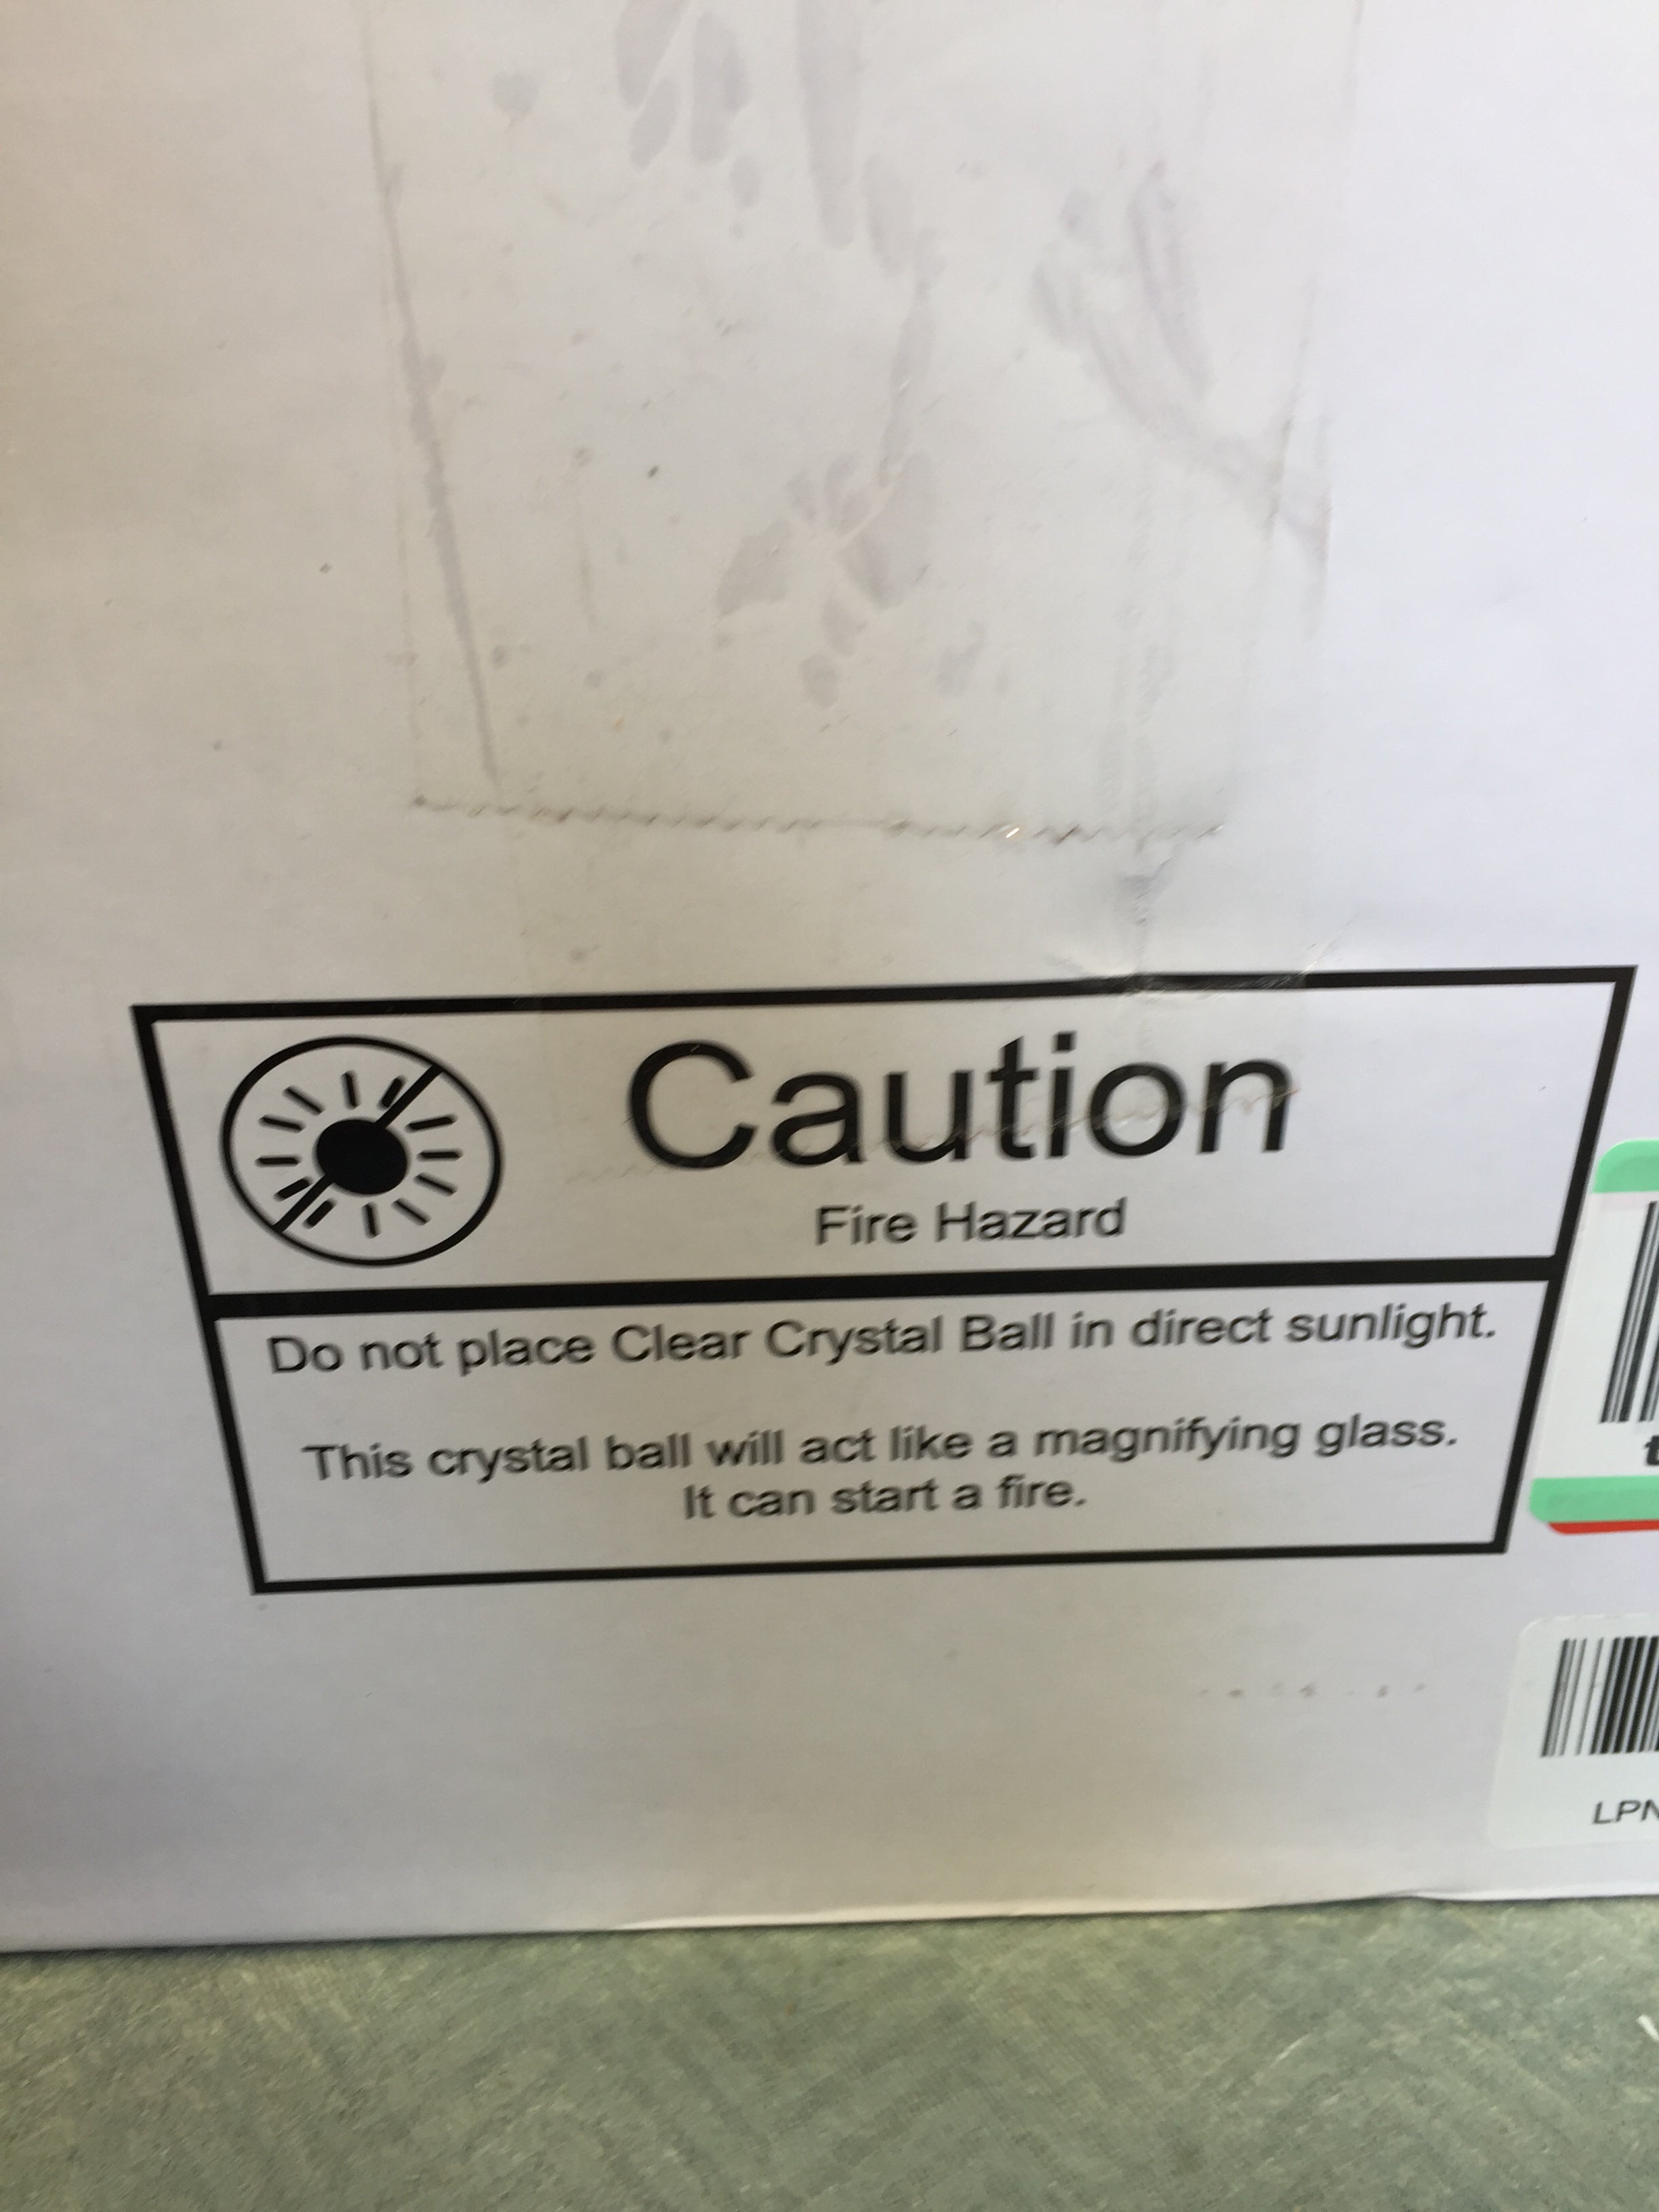 Caution
Fire Hazard
Do not place Clear Crystal Ball in direct sunlight.
This crystal ball will act like a magnifying glass.
It can start a fire.
LPN